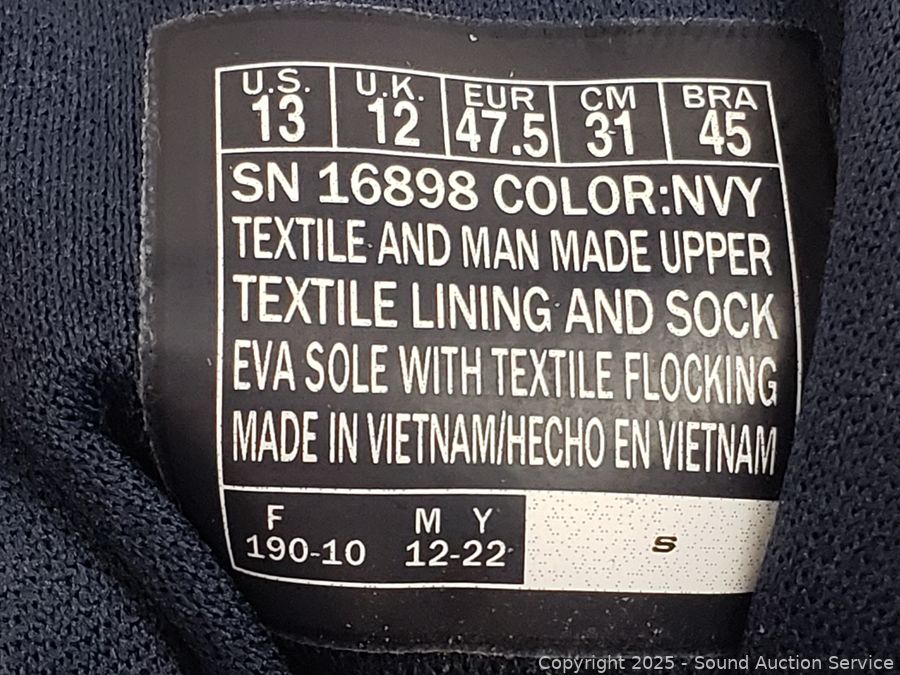 U.S. U.K. EUR CM BRA
13 12 47.5 31 45
SN 16898 COLOR:NVY
TEXTILE AND MAN MADE UPPER
TEXTILE LINING AND SOCK
EVA SOLE WITH TEXTILE FLOCKING
MADE IN VIETNAM/HECHO EN VIETNAM
F M Y
190-10 12-22 S
Copyright 2025 - Sound Auction Service